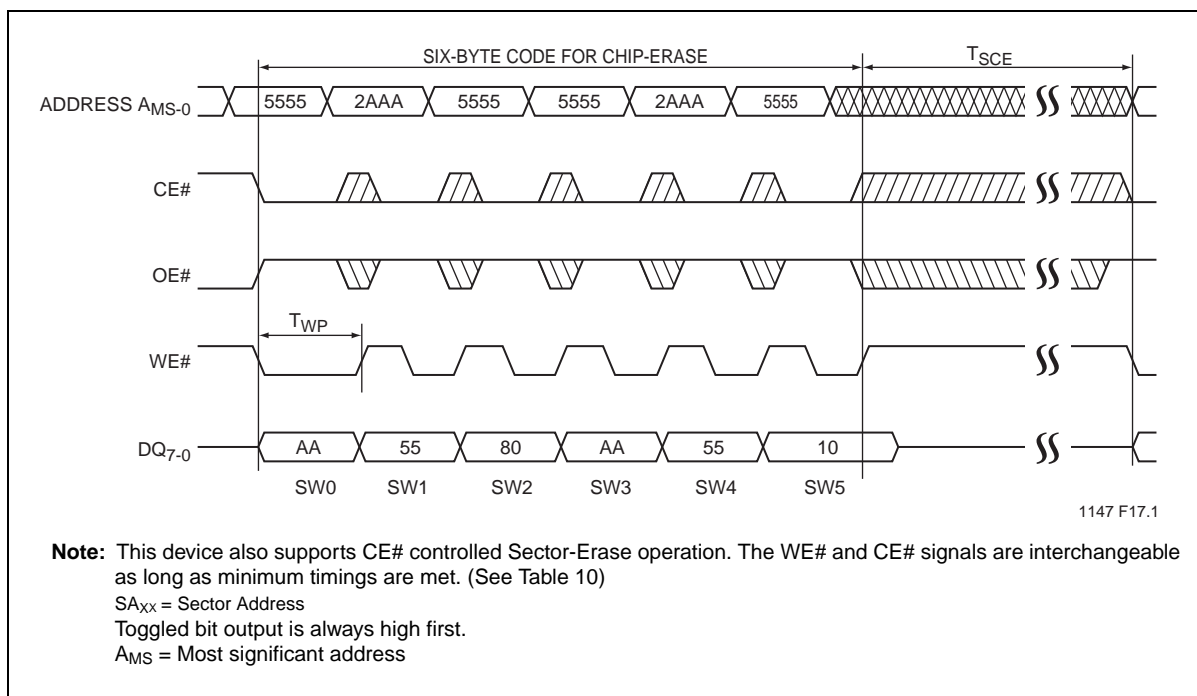 SIX-BYTE CODE FOR CHIP-ERASE TSCE
ADDRESS AMS-0 5555 2AAA 5555 5555 2AAA 5555
CE#
OE#
TWP
WE#
DQ7-0 AA 55 80 AA 55 10
SW0 SW1 SW2 SW3 SW4 SW5
1147 F17.1
Note: This device also supports CE# controlled Sector-Erase operation. The WE# and CE# signals are interchangeable
as long as minimum timings are met. (See Table 10)
SAXX = Sector Address
Toggled bit output is always high first.
AMS = Most significant address